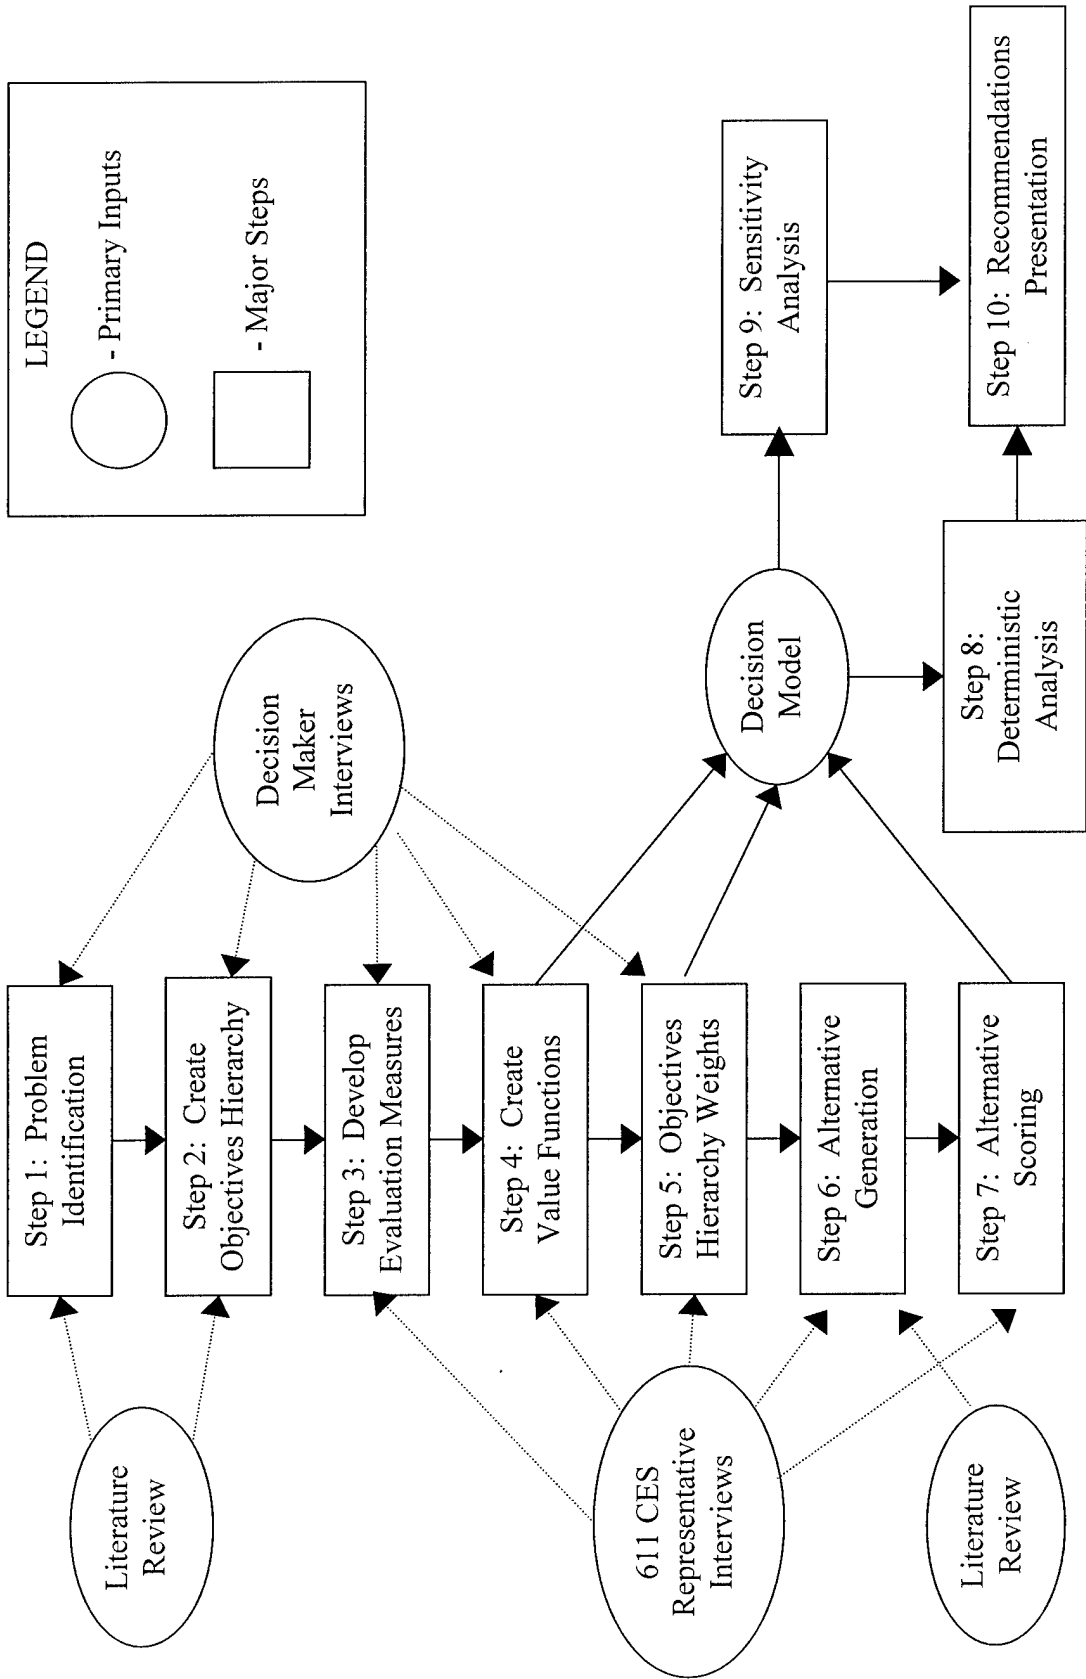 LEGEND
- Primary Inputs
- Major Steps
Literature
Review
Step 1: Problem
Identification
Step 2: Create
Objectives Hierarchy
Decision
Maker
Interviews
Step 3: Develop
Evaluation Measures
Step 4: Create
Value Functions
611 CES
Representative
Interviews
Step 5: Objectives
Hierarchy Weights
Step 6: Alternative
Generation
Literature
Review
Step 7: Alternative
Scoring
Decision
Model
Step 8:
Deterministic
Analysis
Step 9: Sensitivity
Analysis
Step 10: Recommendations
Presentation